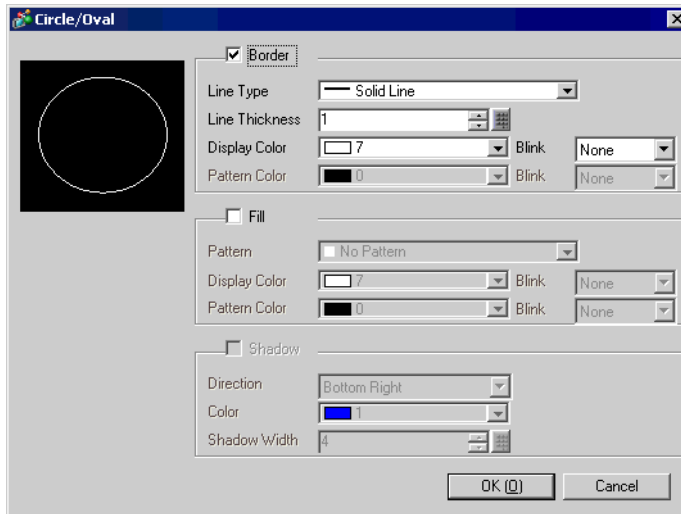 Circle/Oval
Border
Line Type Solid Line
Line Thickness 1
Display Color 7 Blink None
Pattern Color 0 Blink None
Fill
Pattern No Pattern
Display Color 7 Blink None
Pattern Color 0 Blink None
Shadow
Direction Bottom Right
Color 1
Shadow Width 4
OK (O) Cancel